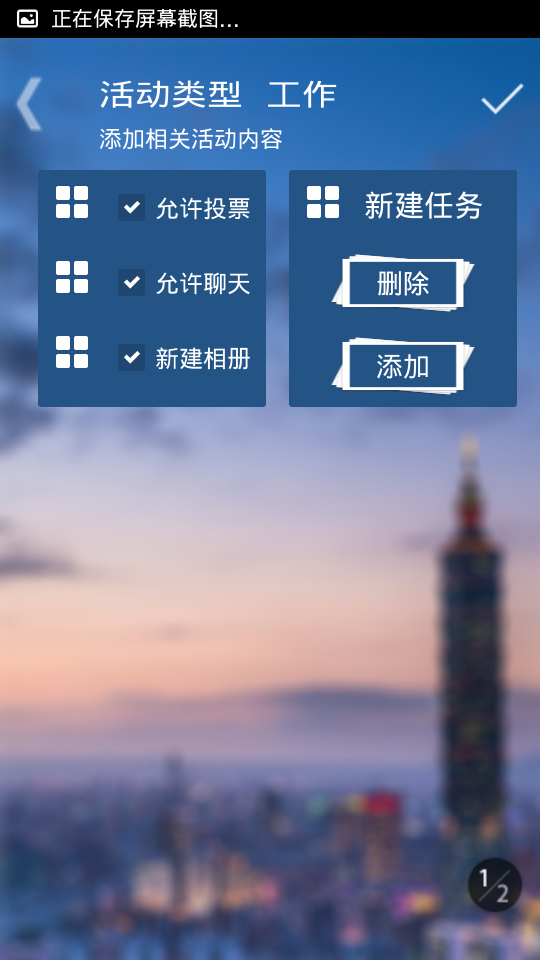 正在保存屏幕截图...
活动类型 工作
添加相关活动内容
允许投票
允许聊天
新建相册
新建任务
删除
添加
1/2